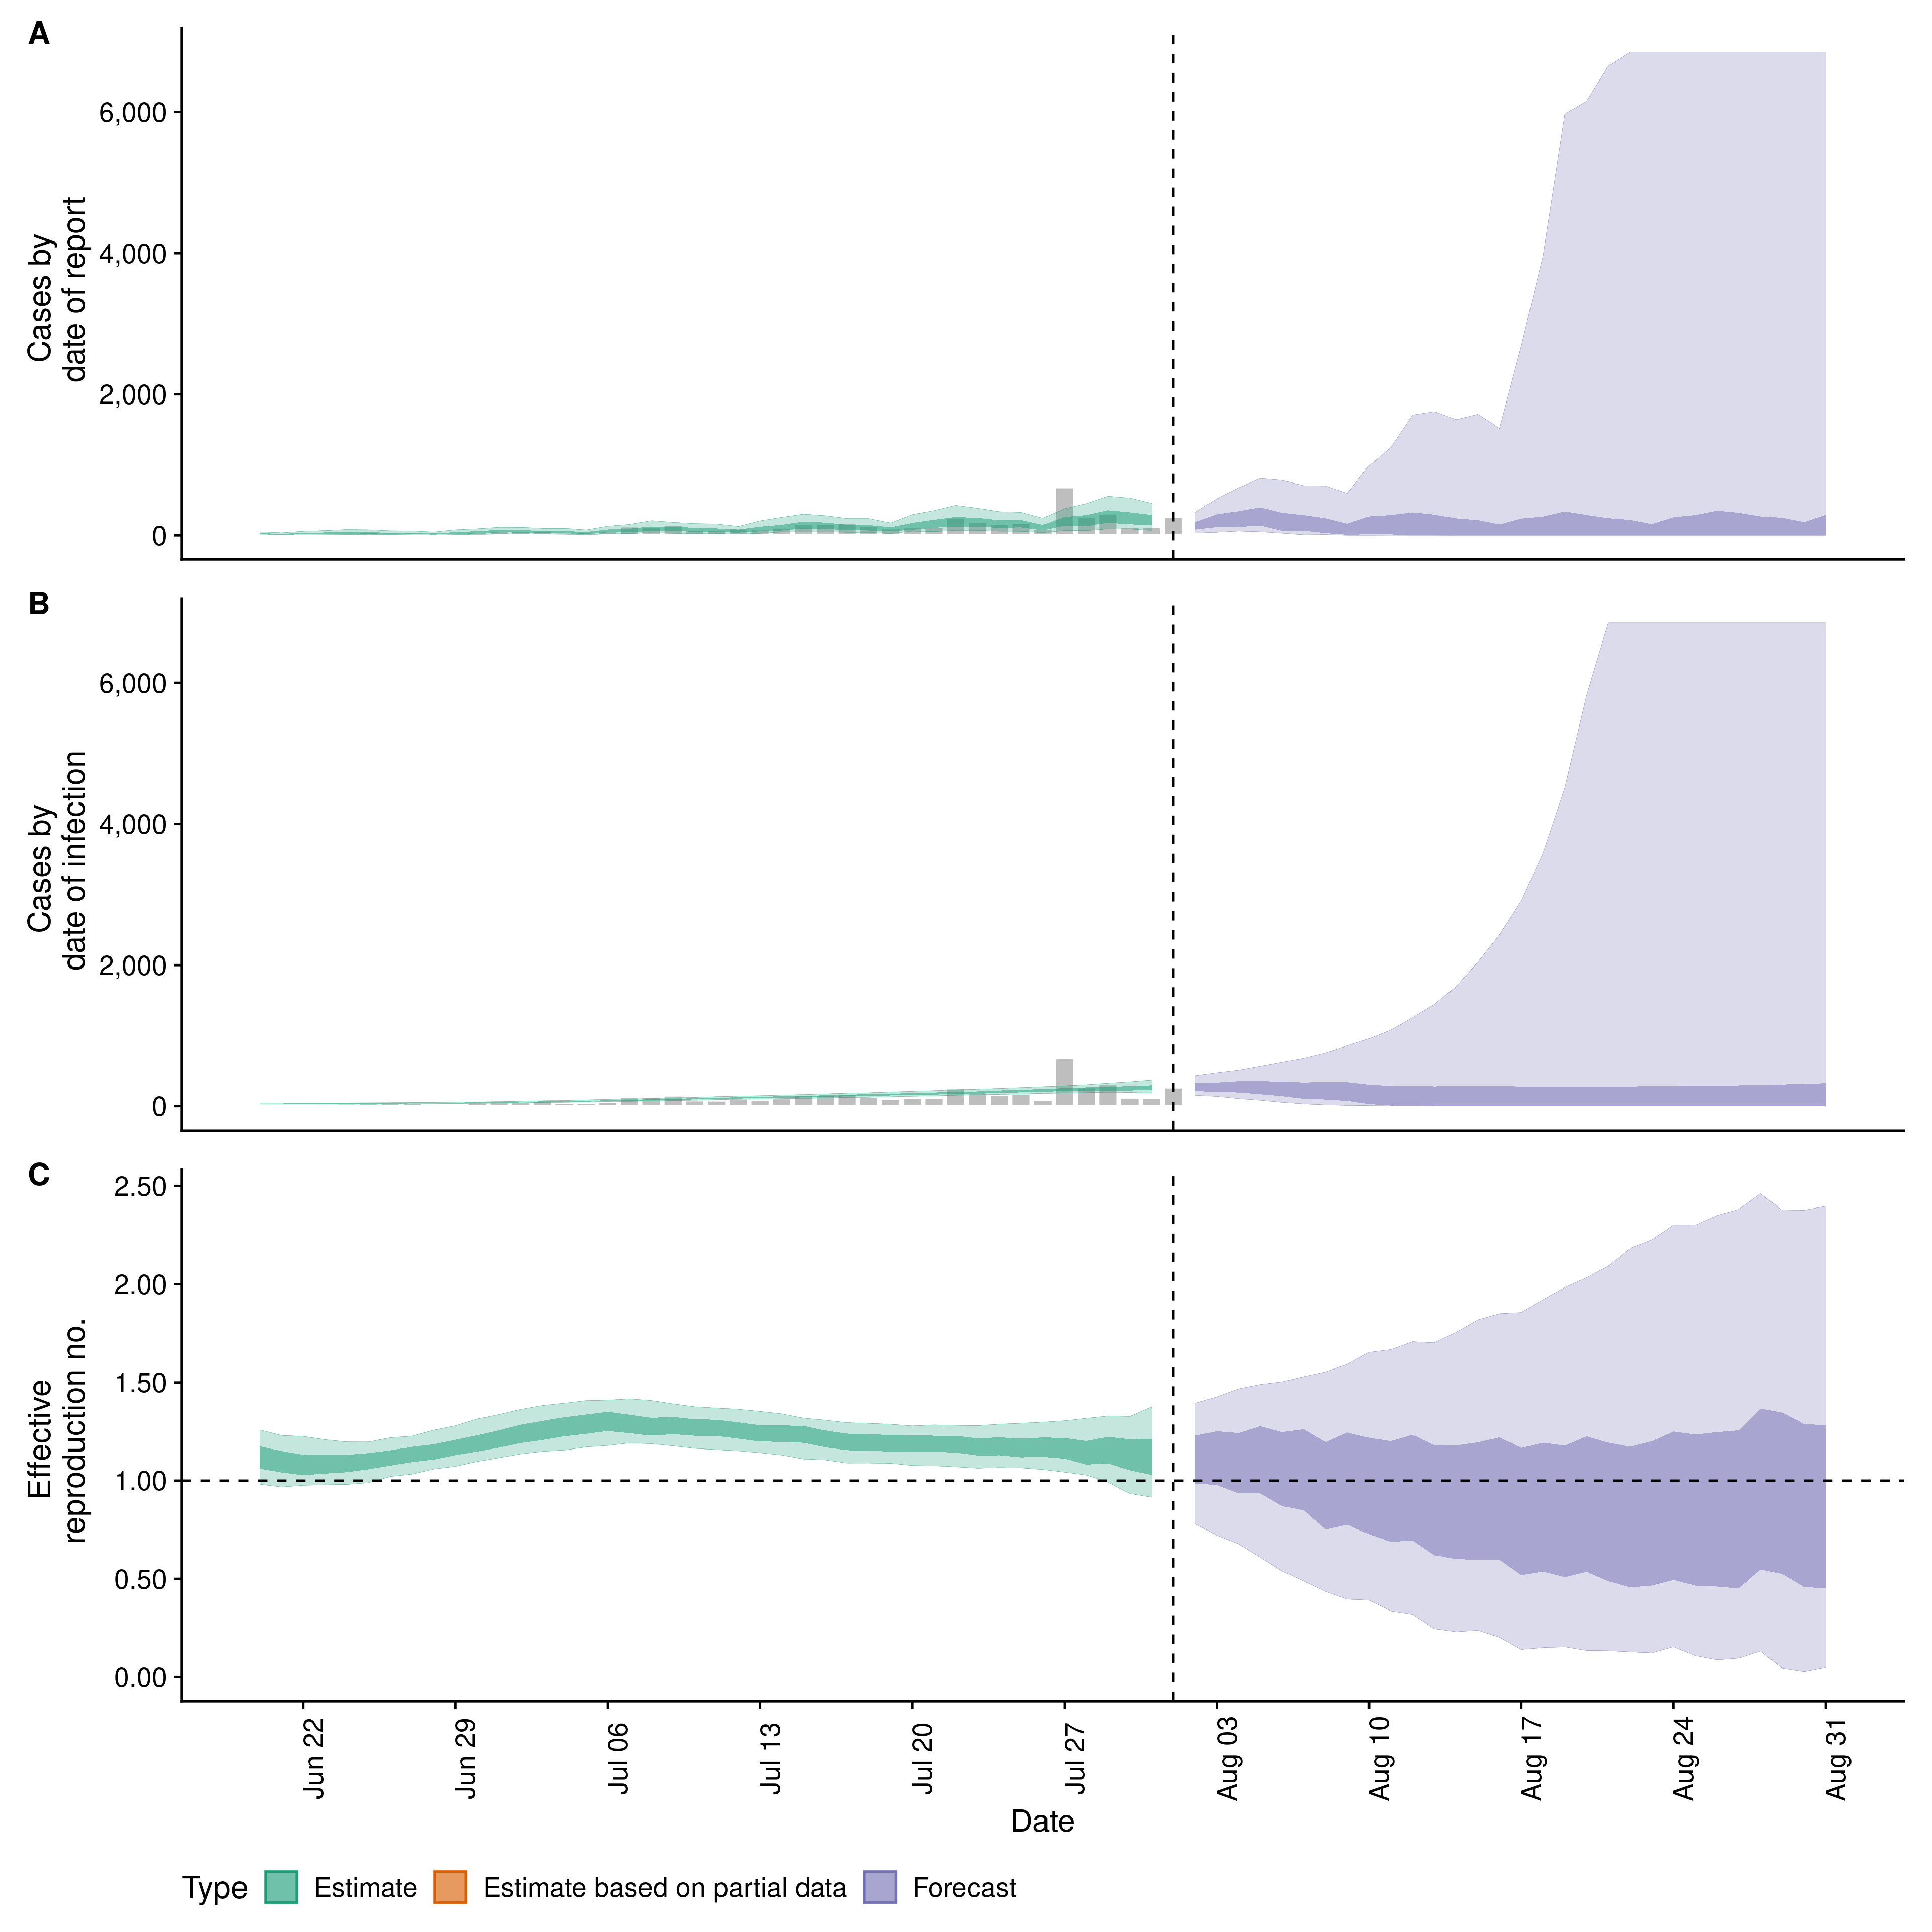 A
Cases by
date of report
6,000
4,000
2,000
0
B
Cases by
date of infection
6,000
4,000
2,000
0
C
Effective
reproduction no.
2.50
2.00
1.50
1.00
0.50
0.00
Jun 22
Jun 29
Jul 06
Jul 13
Jul 20
Jul 27
Aug 03
Aug 10
Aug 17
Aug 24
Aug 31
Date
Type Estimate Estimate based on partial data Forecast